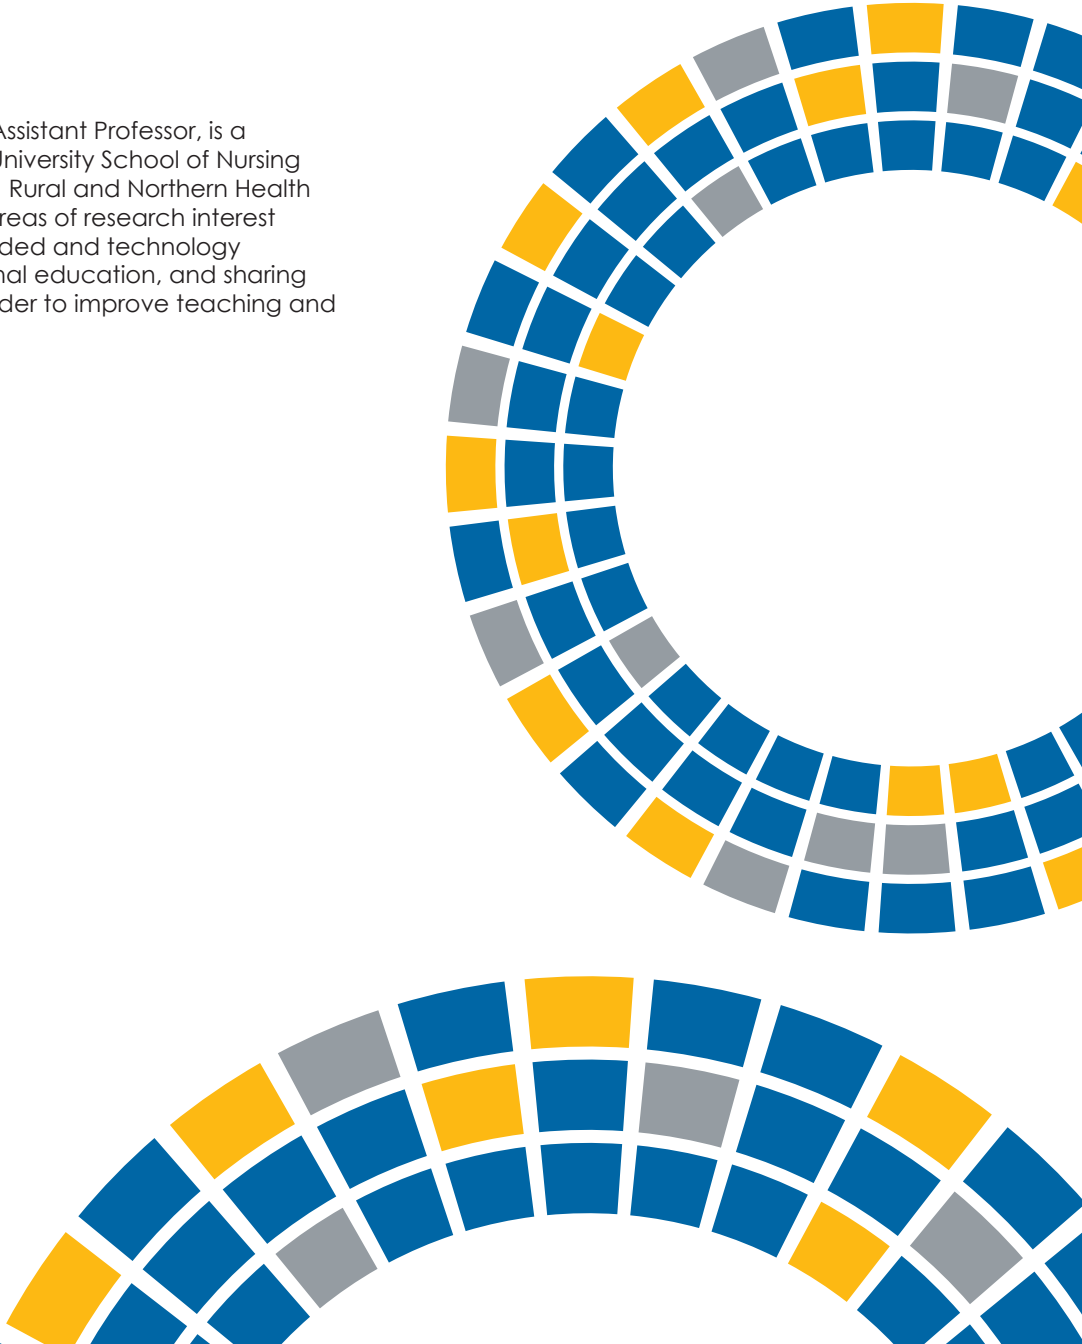 Assistant Professor, is a
University School of Nursing
Rural and Northern Health
reas of research interest
ded and technology
nal education, and sharing
der to improve teaching and